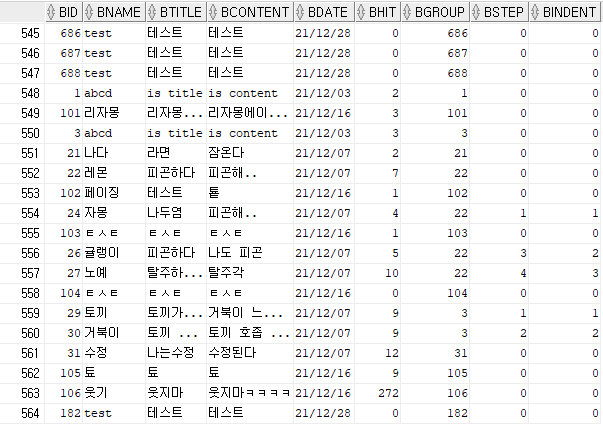 BID BNAME BTITLE BCONTENT BDATE BHIT BGROUP BSTEP BINDENT
545 686 test 테스트 테스트 21/12/28 0 686 0 0
546 687 test 테스트 테스트 21/12/28 0 687 0 0
547 688 test 테스트 테스트 21/12/28 0 688 0 0
548 1 abcd is title is content 21/12/03 2 1 0 0
549 101 리자몽 리자몽... 리자몽에이... 21/12/16 3 101 0 0
550 3 abcd is title is content 21/12/03 3 3 0 0
551 21 나다 라면 잠온다 21/12/07 2 21 0 0
552 22 레몬 피곤하다 피곤해.. 21/12/07 7 22 0 0
553 102 페이징 테스트 톨 21/12/16 1 102 0 0
554 24 자몽 나두염 피곤해.. 21/12/07 4 22 1 1
555 103 ㅌㅅㅌ ㅌㅅㅌ ㅌㅅㅌ 21/12/16 1 103 0 0
556 26 귤랭이 피곤하다 나도 피곤 21/12/07 5 22 3 2
557 27 노예 탈주하... 탈주각 21/12/07 10 22 4 3
558 104 ㅌㅅㅌ ㅌㅅㅌ ㅌㅅㅌ 21/12/16 0 104 0 0
559 29 토끼 토끼가... 거북이 느... 21/12/07 9 3 1 1
560 30 거북이 토끼 ... 토끼 호즙 ... 21/12/07 9 3 2 2
561 31 수정 나는수정 수정된다 21/12/07 12 31 0 0
562 105 툐 툐 툐 21/12/16 9 105 0 0
563 106 웃기 웃지마 웃지마ㅋㅋㅋㅋ 21/12/16 272 106 0 0
564 182 test 테스트 테스트 21/12/28 0 182 0 0